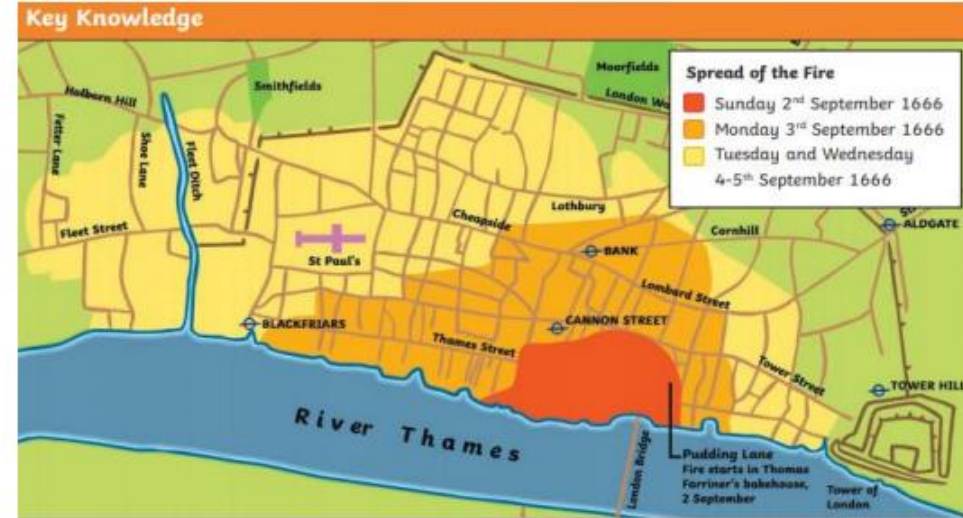 Key Knowledge
Moorfields
Smithfields
London Wa
Holborn Hill
Fetter Lane
Shoe Lane
Fleet Ditch
Spread of the Fire
Sunday 2nd September 1666
Monday 3rd September 1666
Tuesday and Wednesday
4-5th September 1666
Fleet Street
St Paul's
Cheapside
Lothbury
Cornhill
ALDGATE
BANK
Lombard Street
BLACKFRIARS
CANNON STREET
Thames Street
Tower Street
TOWER HILL
River Thames
London Bridge
Pudding Lane
Fire starts in Thomas
Farriner's bakehouse,
2 September
Tower of
London